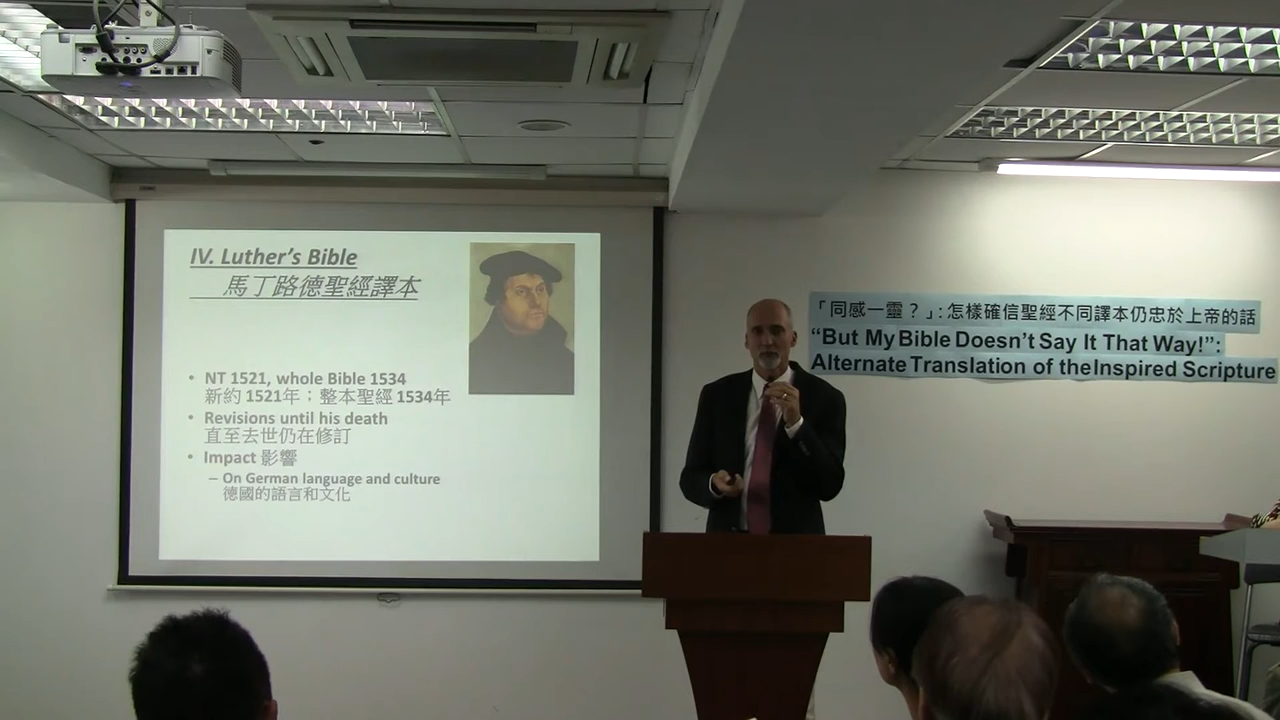 IV. Luther's Bible
馬丁路德聖經譯本
• NT 1521, whole Bible 1534
新約 1521年；整本聖經 1534年
• Revisions until his death
直至去世仍在修訂
• Impact 影響
– On German language and culture
德國的語言和文化
「同感一靈？」: 怎樣確信聖經不同譯本仍忠於上帝的話
“But My Bible Doesn't Say It That Way!”:
Alternate Translation of the Inspired Scripture